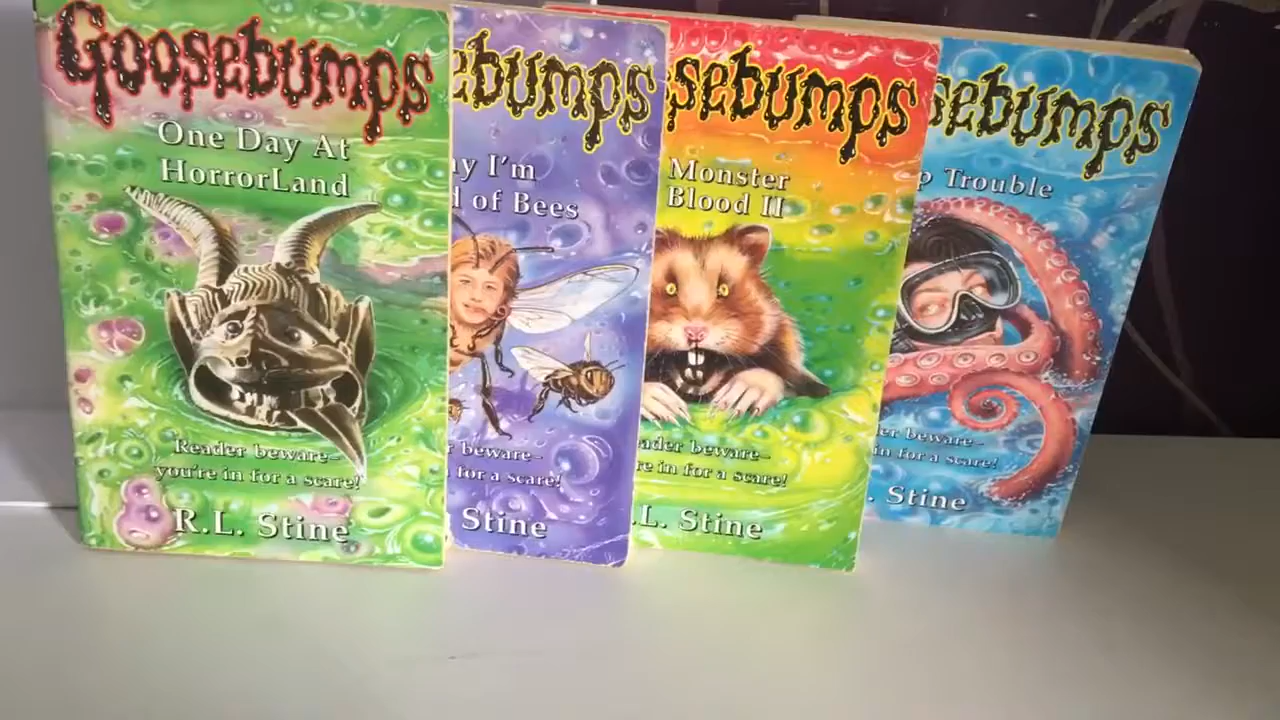 Goosebumps
One Day At
HorrorLand
Reader beware–
you're in for a scare!
R.L. Stine
ebumps
y I'm
d of Bees
r beware–
for a scare!
Stine
sebumps
Monster
Blood II
eader beware–
re in for a scare!
.L. Stine
sebumps
p Trouble
er beware–
in for a scare!
. Stine